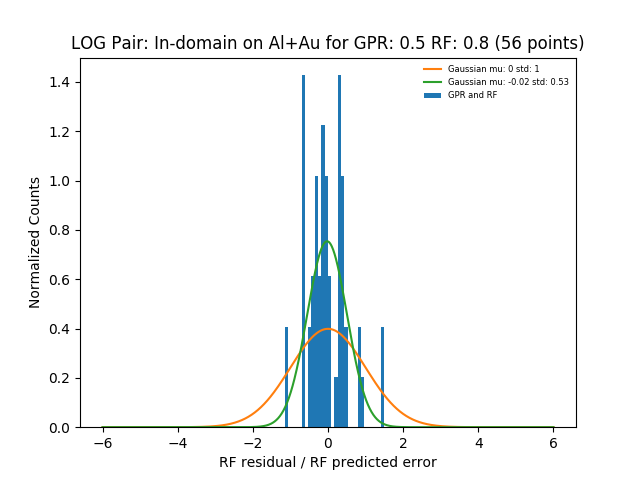 LOG Pair: In-domain on Al+Au for GPR: 0.5 RF: 0.8 (56 points)
Gaussian mu: 0 std: 1
Gaussian mu: -0.02 std: 0.53
GPR and RF
Normalized Counts
1.4
1.2
1.0
0.8
0.6
0.4
0.2
0.0
−6 −4 −2 0 2 4 6
RF residual / RF predicted error